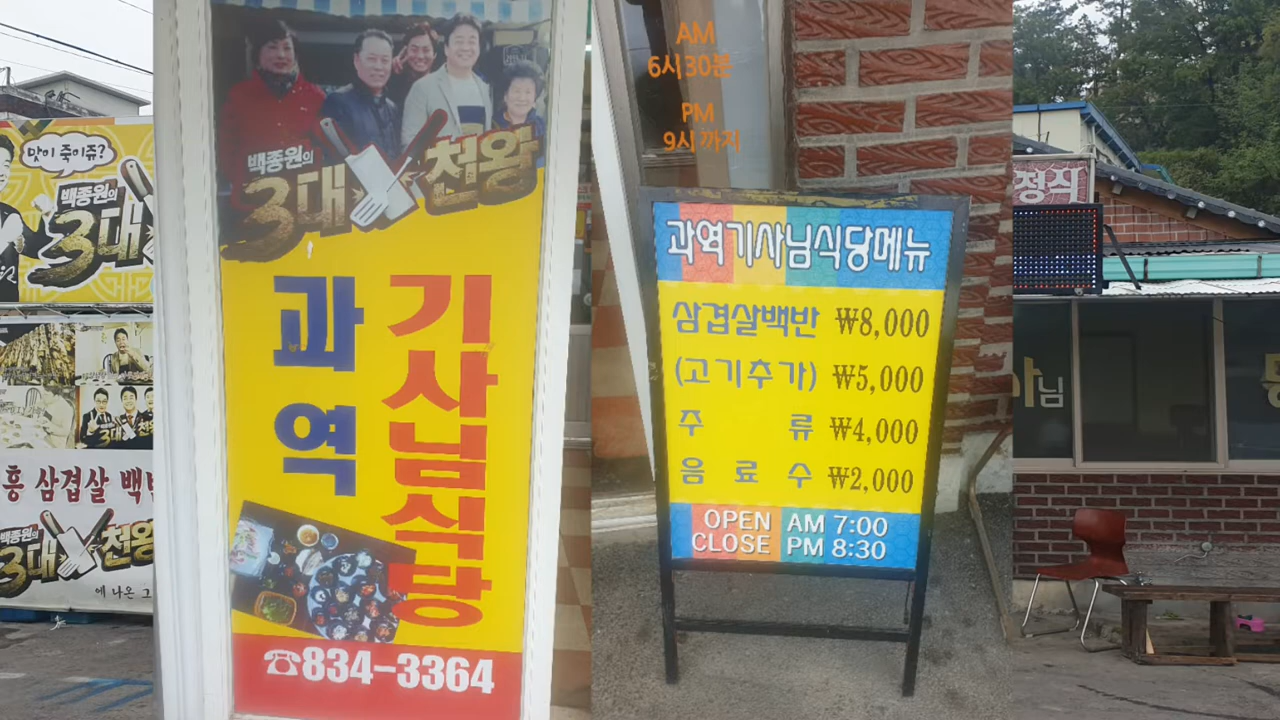 맛이 죽이쥬?
백종원의
3대
흥 삼겹살 백반
백종원의
3대 천왕
에 나온 그
백종원의
3대 천왕
과역
기사님식당
☎834-3364
AM
6시30분
PM
9시까지
과역기사님식당메뉴
삼겹살백반 ₩8,000
(고기추가) ₩5,000
주 류 ₩4,000
음 료 수 ₩2,000
OPEN AM 7:00
CLOSE PM 8:30
정식
사님